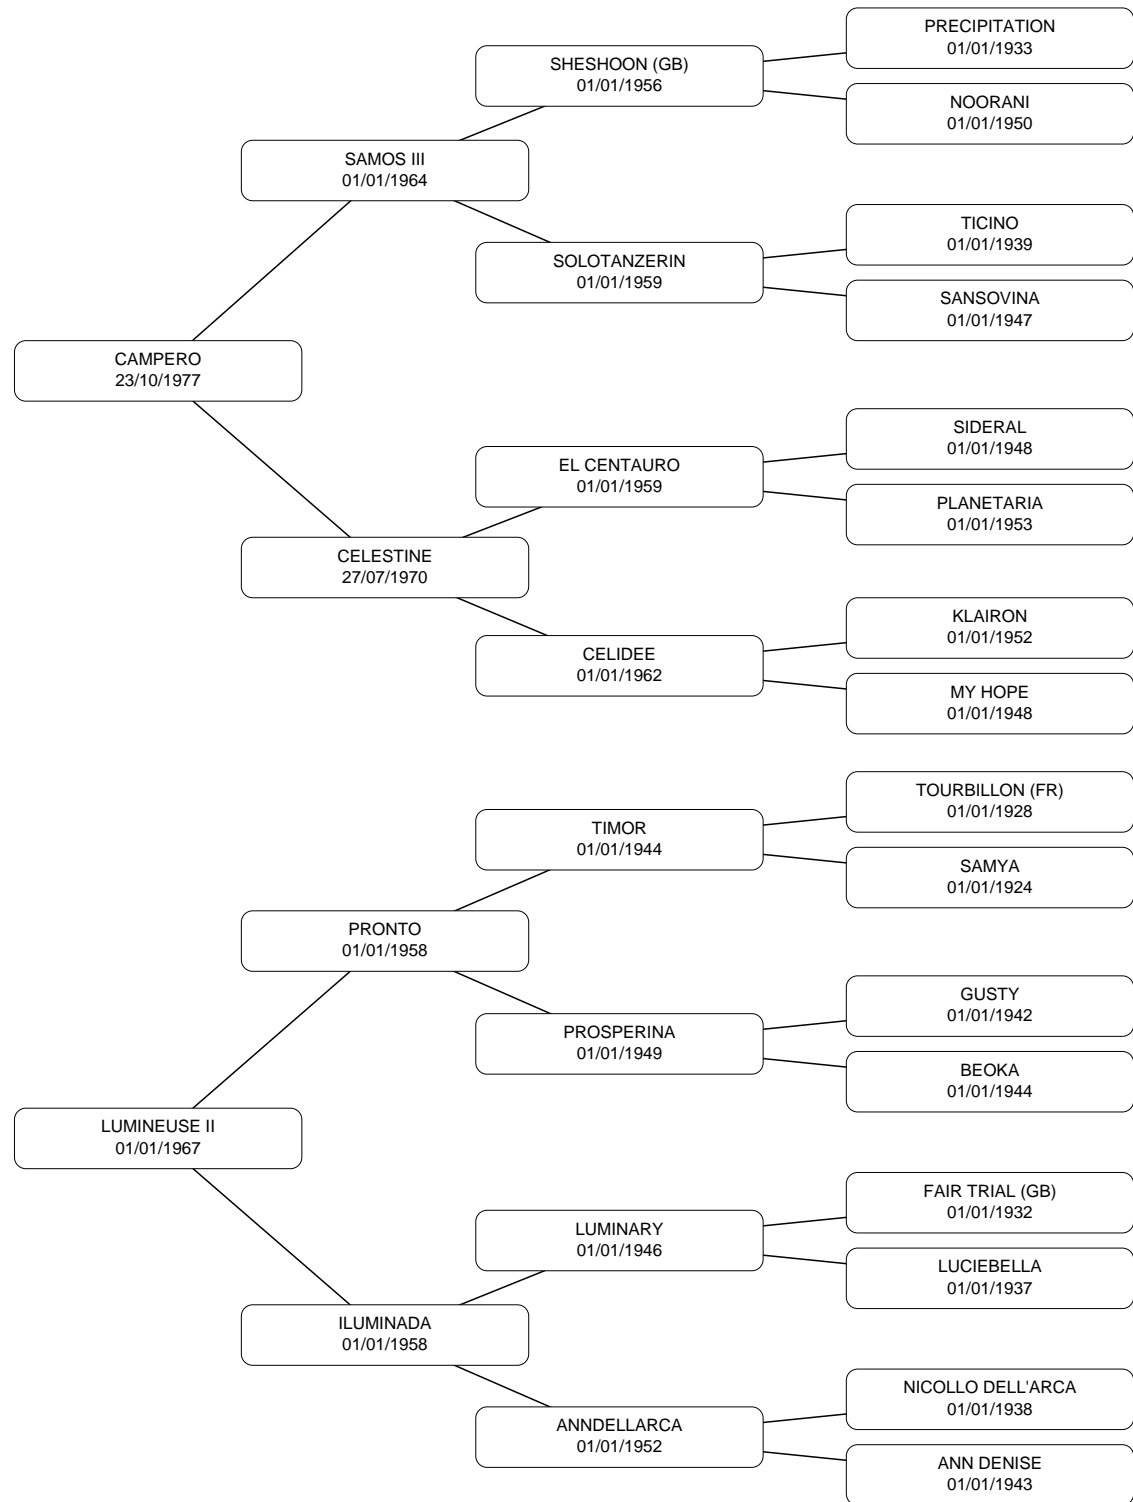 PRECIPITATION
01/01/1933
SHESHOON (GB)
01/01/1956
NOORANI
01/01/1950
SAMOS III
01/01/1964
TICINO
01/01/1939
SOLOTANZERIN
01/01/1959
SANSOVINA
01/01/1947
CAMPERO
23/10/1977
SIDERAL
01/01/1948
EL CENTAURO
01/01/1959
PLANETARIA
01/01/1953
CELESTINE
27/07/1970
KLAIRON
01/01/1952
CELIDEE
01/01/1962
MY HOPE
01/01/1948
TOURBILLON (FR)
01/01/1928
TIMOR
01/01/1944
SAMYA
01/01/1924
PRONTO
01/01/1958
GUSTY
01/01/1942
PROSPERINA
01/01/1949
BEOKA
01/01/1944
LUMINEUSE II
01/01/1967
FAIR TRIAL (GB)
01/01/1932
LUMINARY
01/01/1946
LUCIEBELLA
01/01/1937
ILUMINADA
01/01/1958
NICOLLO DELL'ARCA
01/01/1938
ANNDELLARCA
01/01/1952
ANN DENISE
01/01/1943